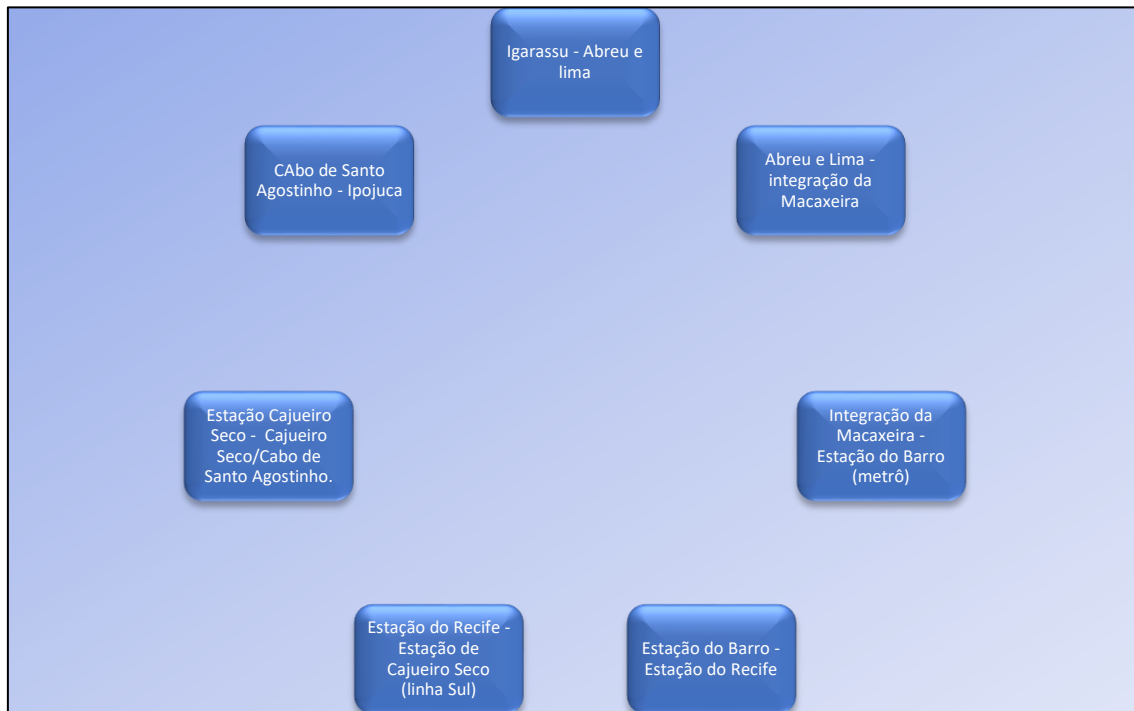 Igarassu - Abreu e
lima
Abreu e Lima -
integração da
Macaxeira
Integração da
Macaxeira -
Estação do Barro
(metrô)
Estação do Barro -
Estação do Recife
Estação do Recife -
Estação de
Cajueiro Seco
(linha Sul)
Estação Cajueiro
Seco - Cajueiro
Seco/Cabo de
Santo Agostinho.
CAbo de Santo
Agostinho - Ipojuca